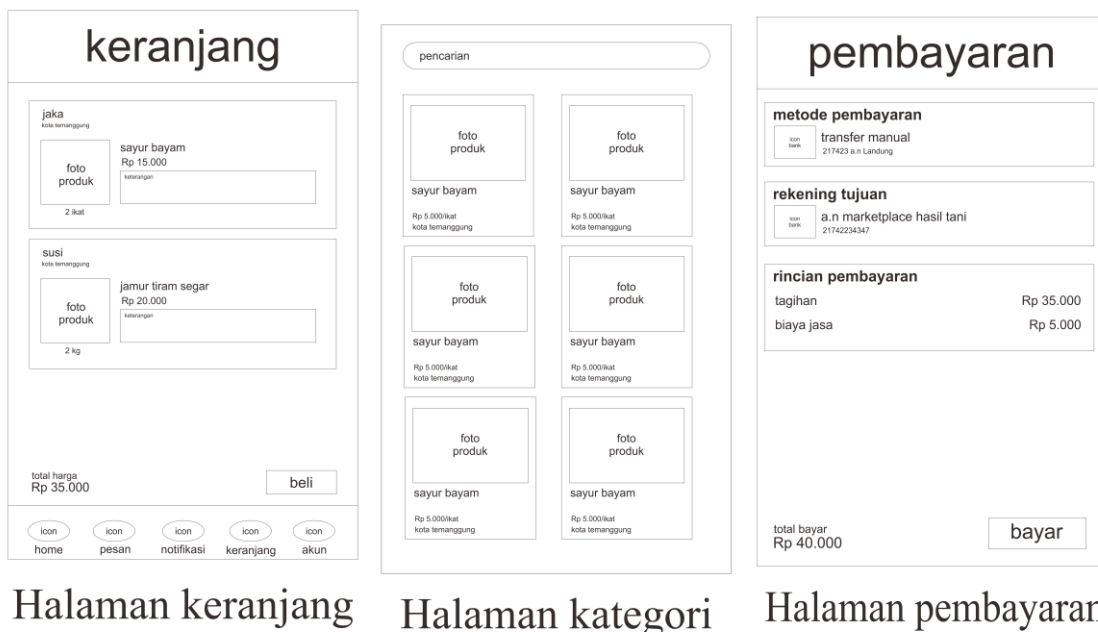 keranjang
jaka
kota temanggung
foto
produk
2 ikat
sayur bayam
Rp 15.000
keterangan
susi
kota temanggung
foto
produk
2 kg
jamur tiram segar
Rp 20.000
keterangan
total harga
Rp 35.000
beli
icon icon icon icon icon
home pesan notifikasi keranjang akun
Halaman keranjang
pencarian
foto
produk
sayur bayam
Rp 5.000/ikat
kota temanggung
foto
produk
sayur bayam
Rp 5.000/ikat
kota temanggung
foto
produk
sayur bayam
Rp 5.000/ikat
kota temanggung
foto
produk
sayur bayam
Rp 5.000/ikat
kota temanggung
foto
produk
sayur bayam
Rp 5.000/ikat
kota temanggung
foto
produk
sayur bayam
Rp 5.000/ikat
kota temanggung
Halaman kategori
pembayaran
metode pembayaran
icon
bank
transfer manual
217423 a.n Landung
rekening tujuan
icon
bank
a.n marketplace hasil tani
21742234347
rincian pembayaran
tagihan Rp 35.000
biaya jasa Rp 5.000
total bayar
Rp 40.000
bayar
Halaman pembayaran